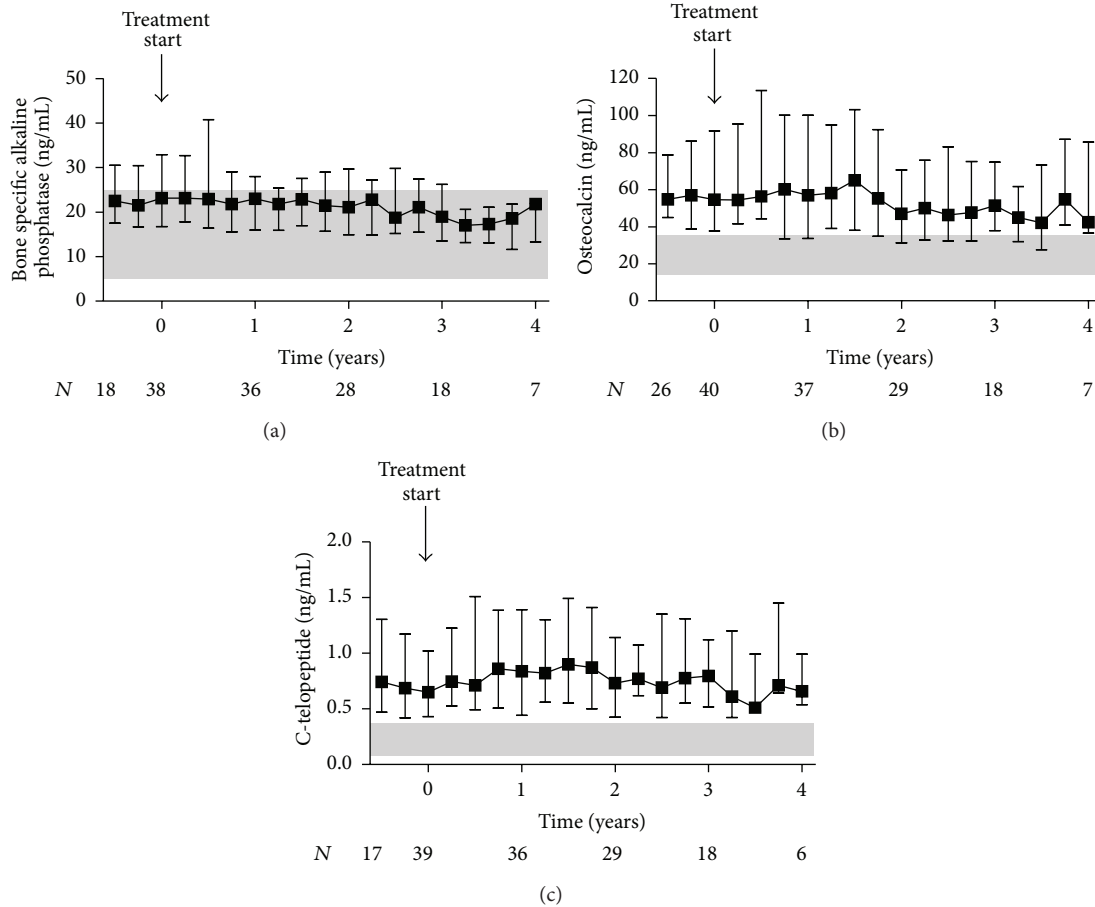 Treatment
start
50
40
30
20
10
0
Bone specific alkaline
phosphatase (ng/mL)
0 1 2 3 4
Time (years)
N 18 38 36 28 18 7
(a)
Treatment
start
120
100
80
60
40
20
0
Osteocalcin (ng/mL)
0 1 2 3 4
Time (years)
N 26 40 37 29 18 7
(b)
Treatment
start
2.0
1.5
1.0
0.5
0.0
C-telopeptide (ng/mL)
0 1 2 3 4
Time (years)
N 17 39 36 29 18 6
(c)